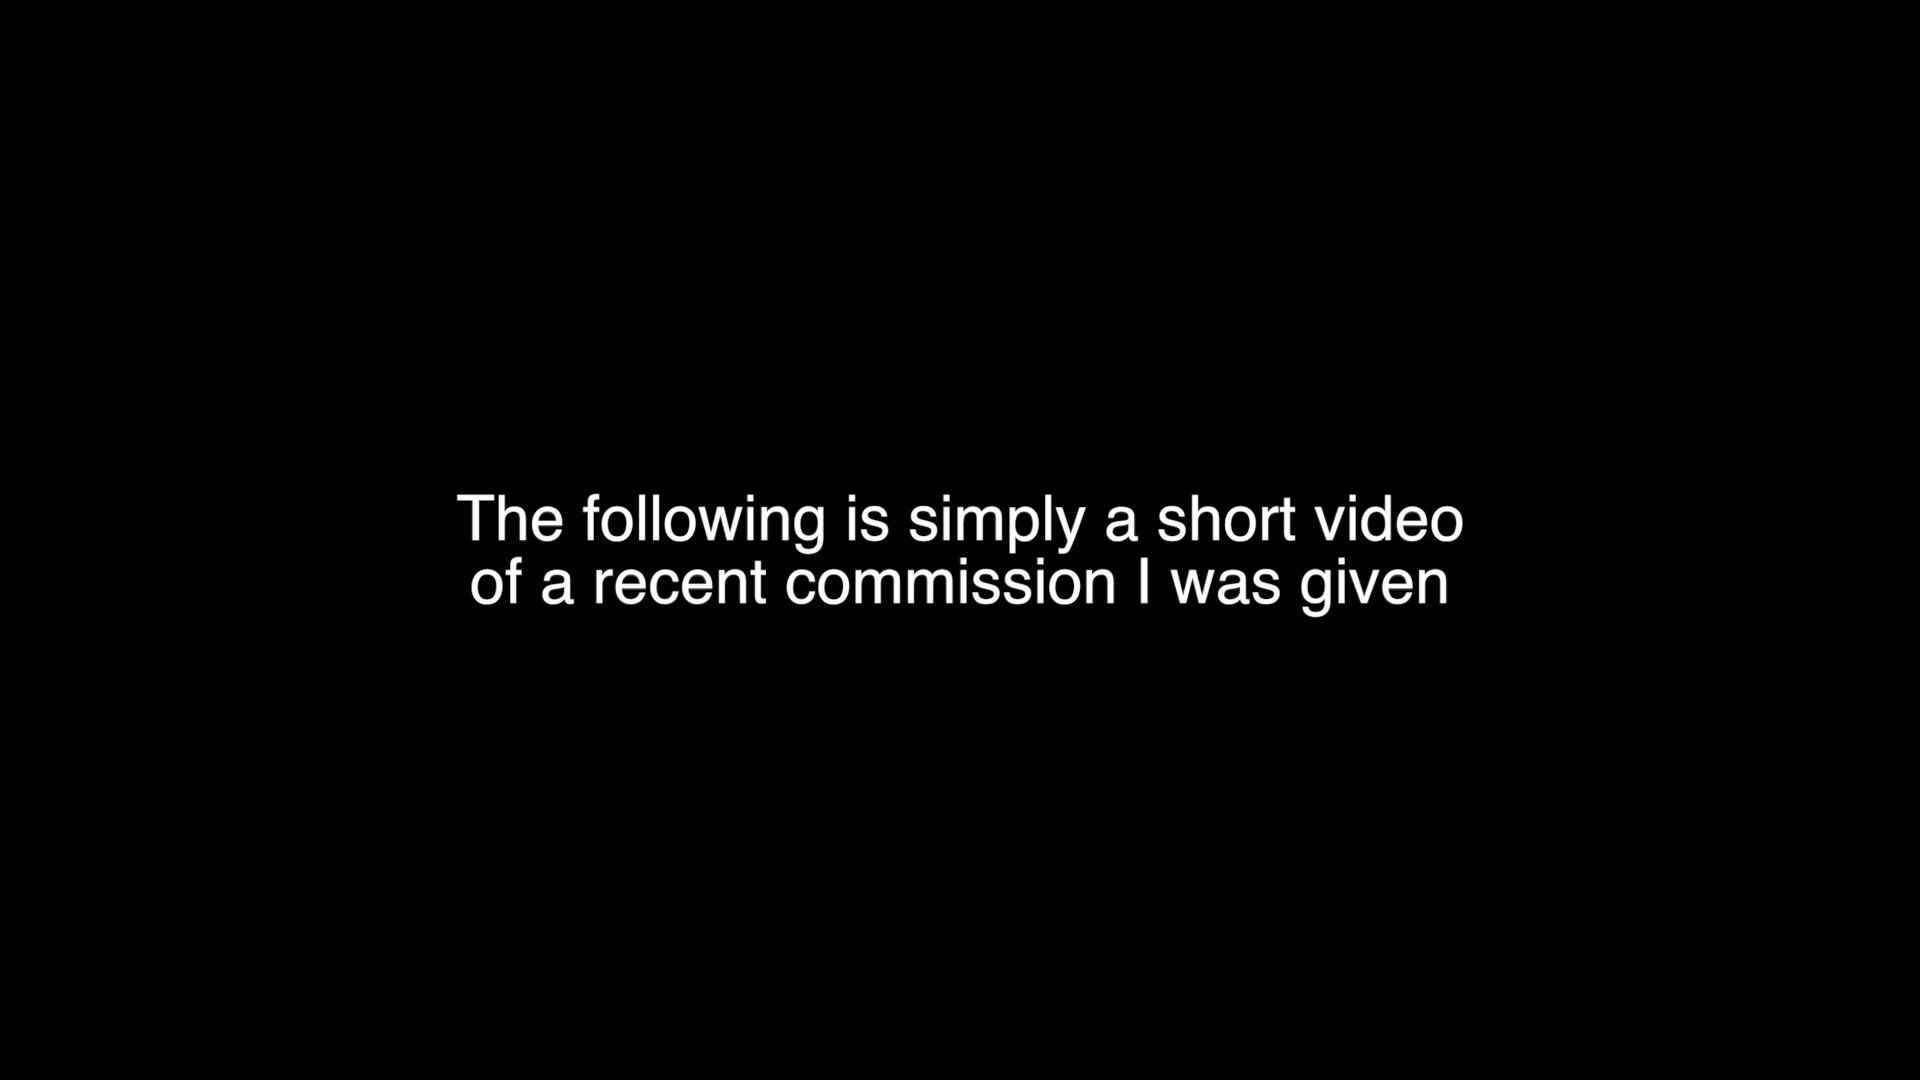 The following is simply a short video
of a recent commission I was given